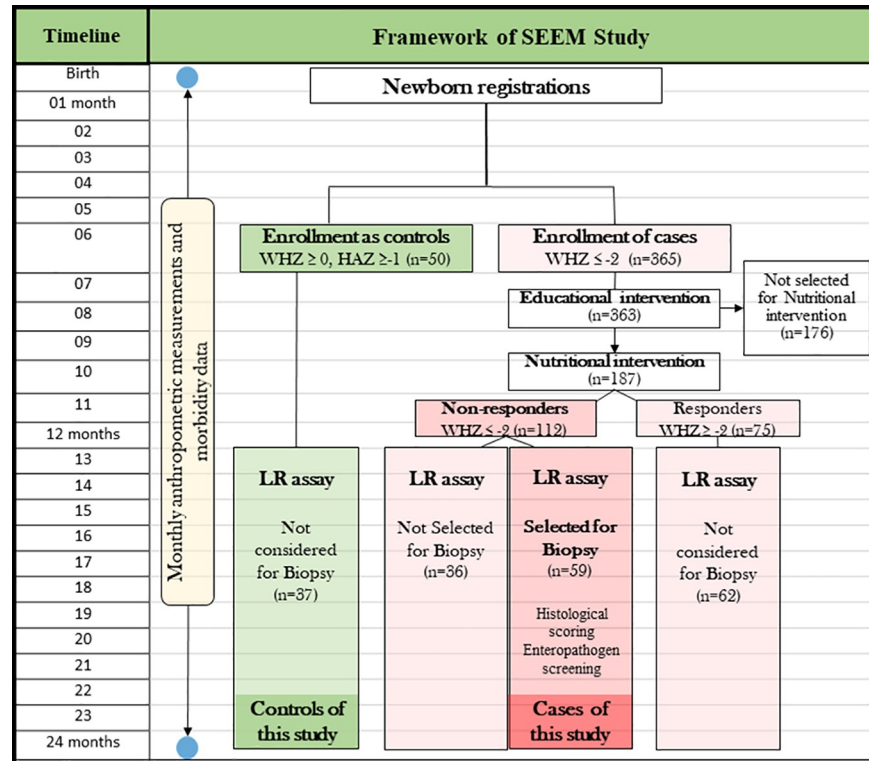 Timeline
Framework of SEEM Study
Birth
01 month
02
03
04
05
06
07
08
09
10
11
12 months
13
14
15
16
17
18
19
20
21
22
23
24 months
Monthly anthropometric measurements and
morbidity data
Newborn registrations
Enrollment as controls
WHZ ≥ 0, HAZ ≥-1 (n=50)
Enrollment of cases
WHZ ≤ -2 (n=365)
Educational intervention
(n=363)
Not selected
for Nutritional
intervention
(n=176)
Nutritional intervention
(n=187)
Non-responders
WHZ ≤ -2 (n=112)
Responders
WHZ ≥ -2 (n=75)
LR assay
Not
considered
for Biopsy
(n=37)
Controls of
this study
LR assay
Not Selected
for Biopsy
(n=36)
LR assay
Selected for
Biopsy
(n=59)
Histological
scoring
Enteropathogen
screening
Cases of
this study
LR assay
Not
considered
for Biopsy
(n=62)